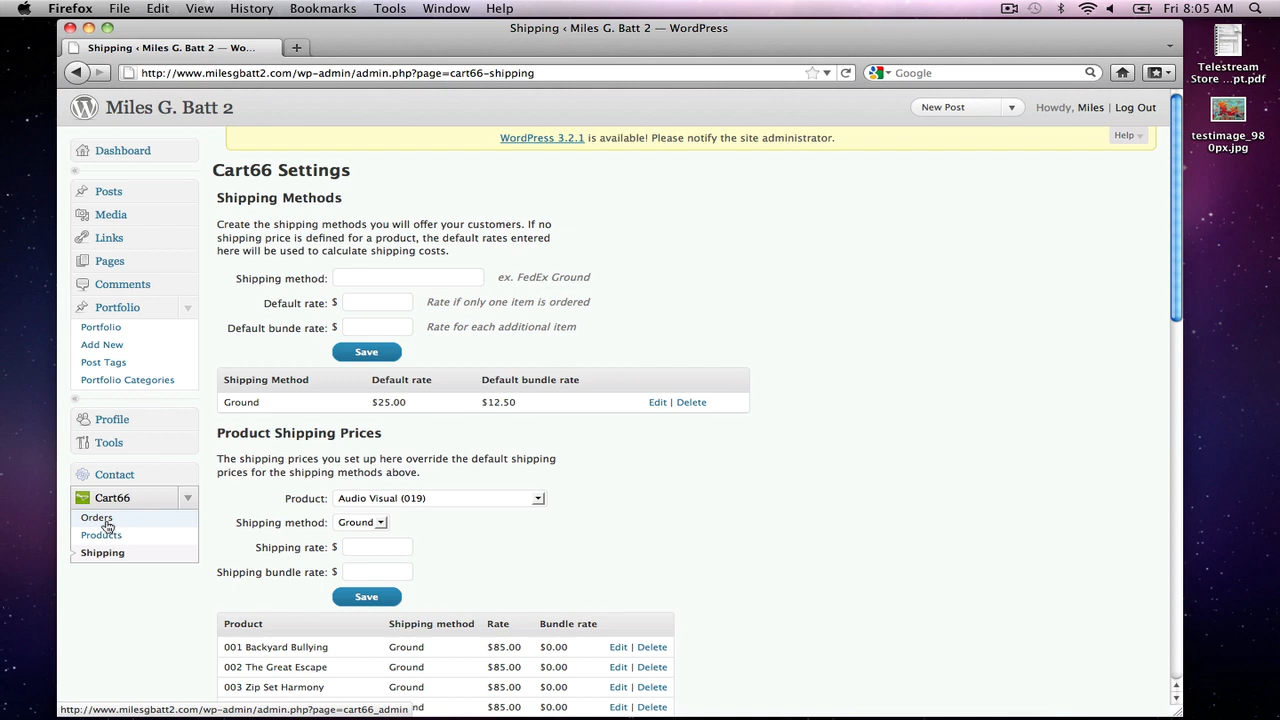 Firefox File Edit View History Bookmarks Tools Window Help Fri 8:05 AM
Shipping ‹ Miles G. Batt 2 — WordPress
Shipping ‹ Miles G. Batt 2 — Wo...
http://www.milesgbatt2.com/wp-admin/admin.php?page=cart66-shipping
Google
Telestream
Store ...pt.pdf
testimage_98
0px.jpg
Miles G. Batt 2
New Post
Howdy, Miles | Log Out
WordPress 3.2.1 is available! Please notify the site administrator.
Help
Dashboard
Posts
Media
Links
Pages
Comments
Portfolio
Portfolio
Add New
Post Tags
Portfolio Categories
Profile
Tools
Contact
Cart66
Orders
Products
Shipping
Cart66 Settings
Shipping Methods
Create the shipping methods you will offer your customers. If no
shipping price is defined for a product, the default rates entered
here will be used to calculate shipping costs.
Shipping method: ex. FedEx Ground
Default rate: $ Rate if only one item is ordered
Default bunde rate: $ Rate for each additional item
Save
Shipping Method Default rate Default bundle rate
Ground $25.00 $12.50 Edit | Delete
Product Shipping Prices
The shipping prices you set up here override the default shipping
prices for the shipping methods above.
Product: Audio Visual (019)
Shipping method: Ground
Shipping rate: $
Shipping bundle rate: $
Save
Product Shipping method Rate Bundle rate
001 Backyard Bullying Ground $85.00 $0.00 Edit | Delete
002 The Great Escape Ground $85.00 $0.00 Edit | Delete
003 Zip Set Harmony Ground $85.00 $0.00 Edit | Delete
nd $85.00 $0.00 Edit | Delete
http://www.milesgbatt2.com/wp-admin/admin.php?page=cart66_admin